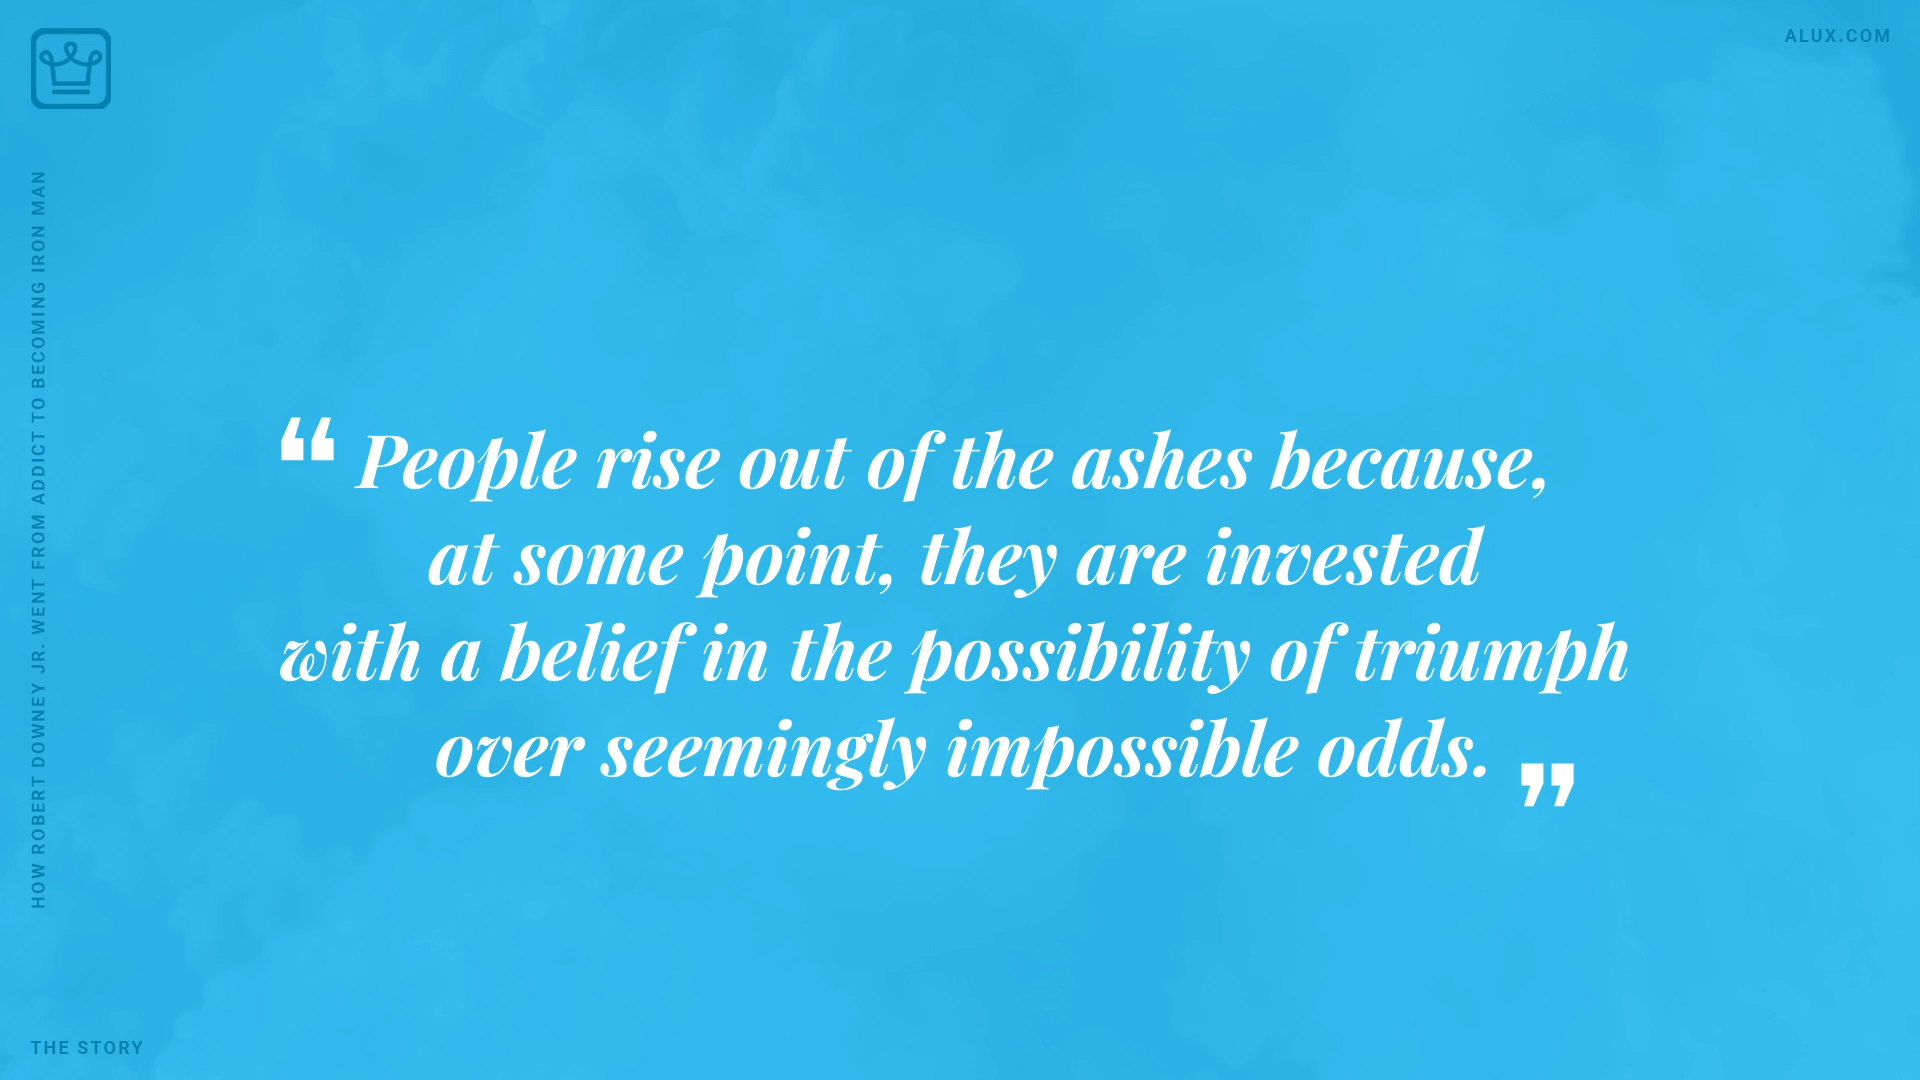 ALUX.COM
HOW ROBERT DOWNEY JR. WENT FROM ADDICT TO BECOMING IRON MAN
“ People rise out of the ashes because,
at some point, they are invested
with a belief in the possibility of triumph
over seemingly impossible odds. ”
THE STORY